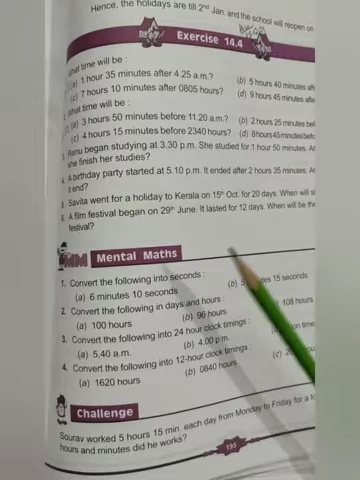 Hence, the holidays are till 2nd Jan, and the school will reopen on
Exercise 14.4
What time will be :
(a) 1 hour 35 minutes after 4.25 a.m.? (b) 5 hours 40 minutes
(c) 7 hours 10 minutes after 0805 hours? (d) 9 hours 45 minutes
What time will be :
(a) 3 hours 50 minutes before 11.20 a.m.? (b) 2 hours 25 minutes
(c) 4 hours 15 minutes before 2340 hours? (d) 8 hours 45 minutes
3. Renu began studying at 3.30 p.m. She studied for 1 hour 50 minutes.
she finish her studies?
4. A birthday party started at 5.10 p.m. It ended after 2 hours 35 minutes.
it end?
5. Savita went for a holiday to Kerala on 15th Oct. for 20 days. When will
6. A film festival began on 29th June. It lasted for 12 days. When will be the
festival?
MM Mental Maths
1. Convert the following into seconds :
(a) 6 minutes 10 seconds (b) 15 seconds
2. Convert the following in days and hours :
(a) 100 hours (b) 96 hours 108 hours
3. Convert the following into 24 hour clock timings :
(a) 5.40 a.m. (b) 4.00 p.m.
4. Convert the following into 12-hour clock timings :
(a) 1620 hours (b) 0840 hours (c)
Challenge
Sourav worked 5 hours 15 min. each day from Monday to Friday for a
hours and minutes did he works?
195